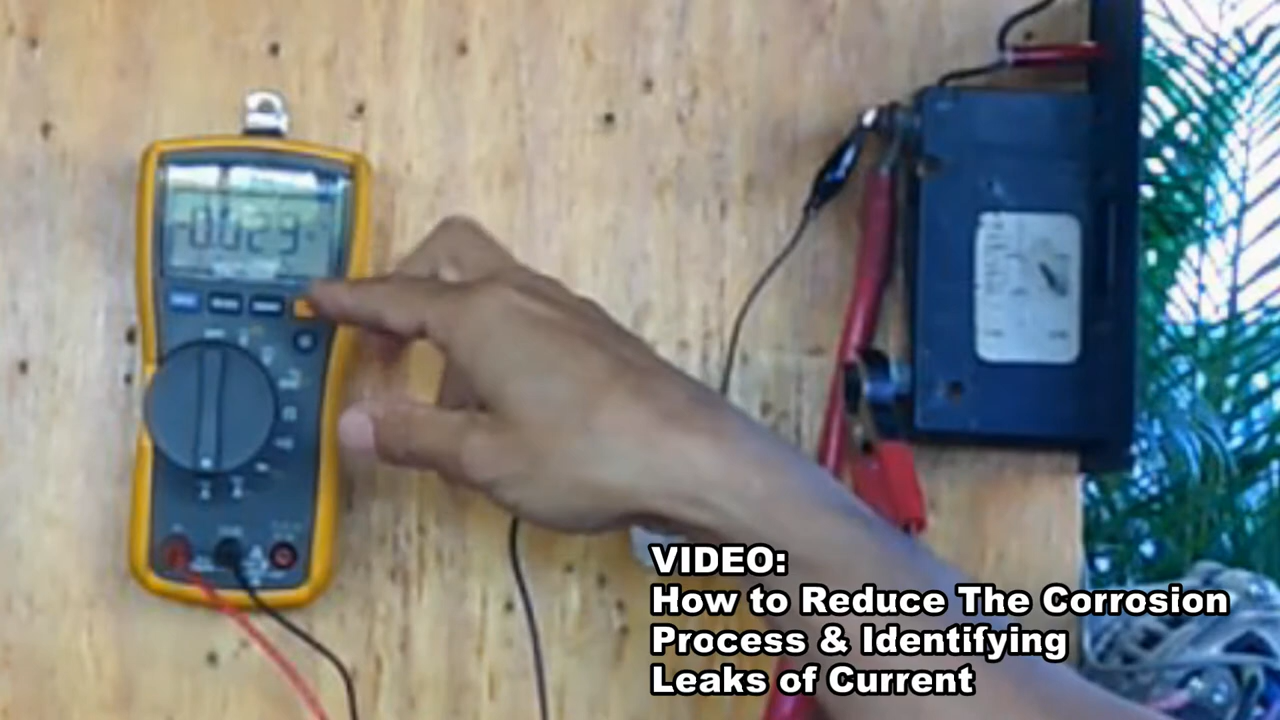 -0.029
VIDEO:
How to Reduce The Corrosion
Process & Identifying
Leaks of Current